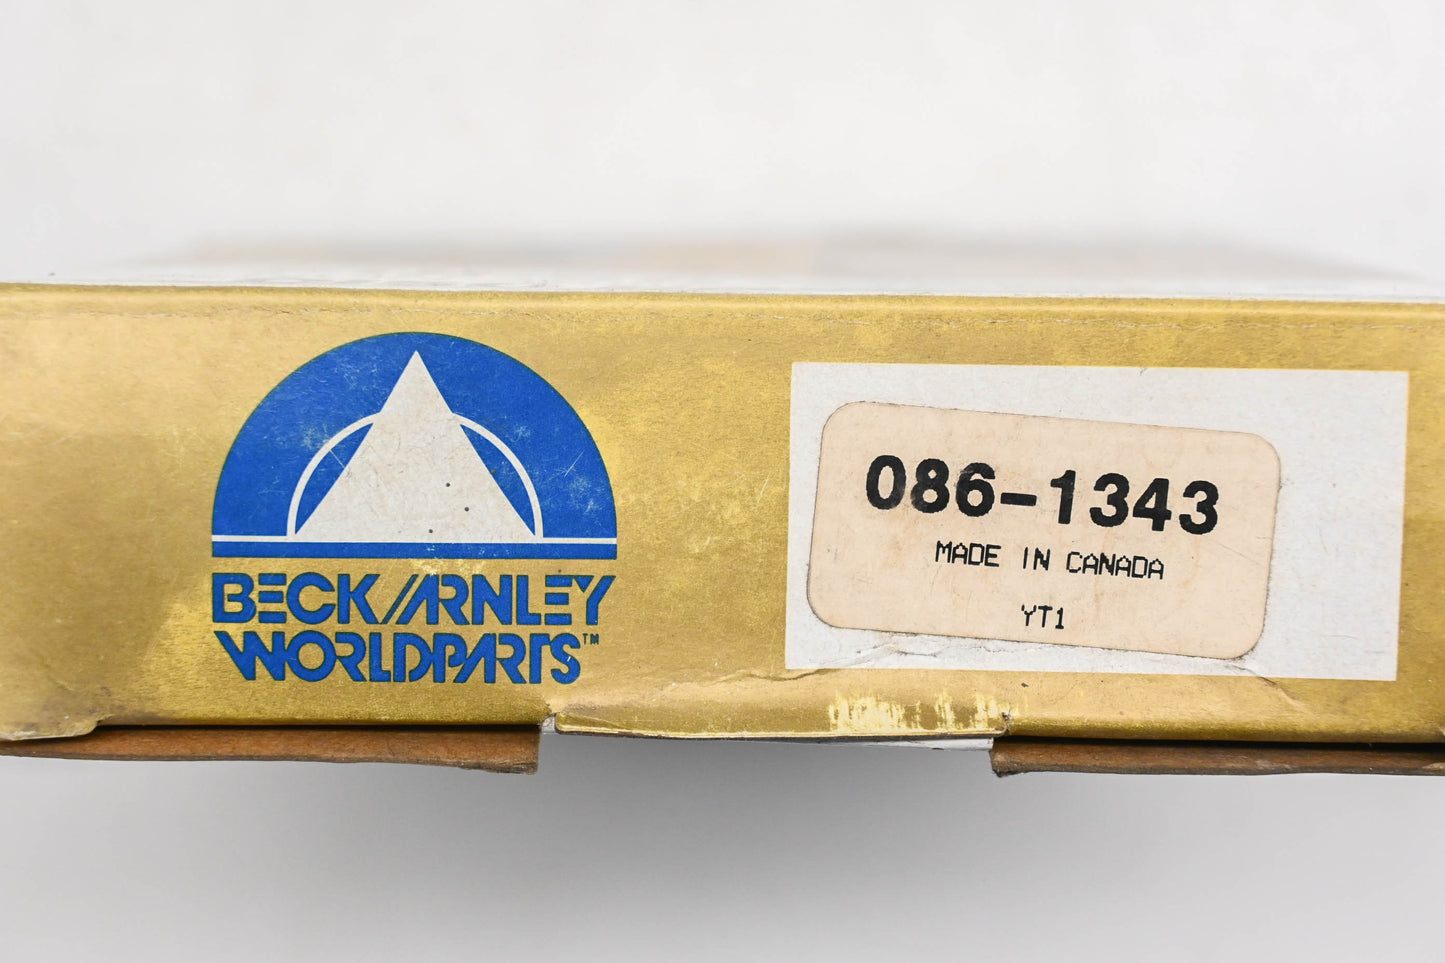 BECK/ARNLEY
WORLDPARTS™
086-1343
MADE IN CANADA
YT1